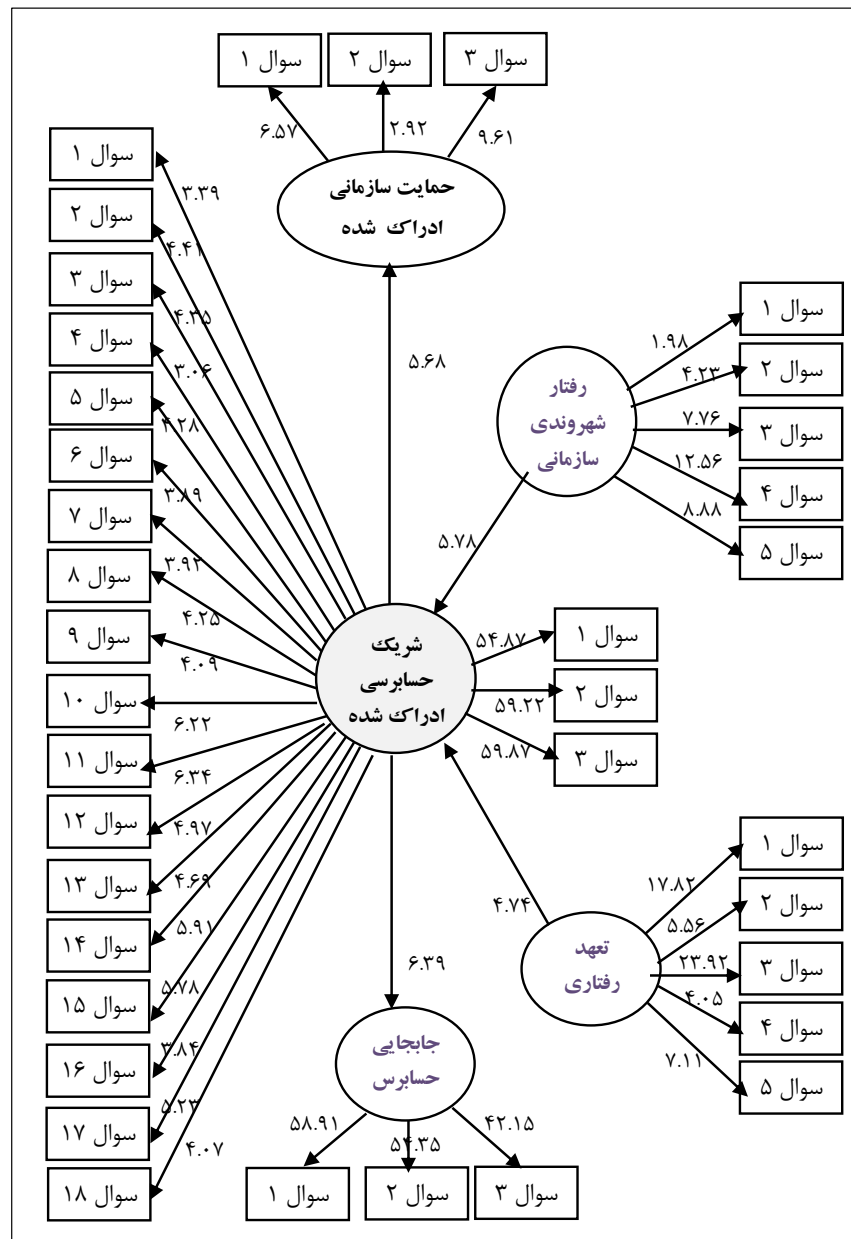 سوال ۱
سوال ۲
سوال ۳
۶.۵۷
۲.۹۲
۹.۶۱
حمایت سازمانی
ادراک شده
۵.۶۸
سوال ۱
سوال ۲
سوال ۳
سوال ۴
سوال ۵
سوال ۶
سوال ۷
سوال ۸
سوال ۹
سوال ۱۰
سوال ۱۱
سوال ۱۲
سوال ۱۳
سوال ۱۴
سوال ۱۵
سوال ۱۶
سوال ۱۷
سوال ۱۸
۳.۳۹
۴.۴۱
۴.۳۵
۳.۰۶
۴.۲۸
۳.۸۹
۳.۹۲
۴.۲۵
۴.۰۹
۶.۲۲
۶.۳۴
۴.۹۷
۴.۶۹
۵.۹۱
۵.۷۸
۳.۸۴
۵.۲۳
۴.۰۷
رفتار
شهروندی
سازمانی
۱.۹۸
۴.۲۳
۷.۷۶
۱۲.۵۶
۸.۸۸
سوال ۱
سوال ۲
سوال ۳
سوال ۴
سوال ۵
۵.۷۸
شریک
حسابرسی
ادراک شده
۵۴.۸۷
۵۹.۲۲
۵۹.۸۷
سوال ۱
سوال ۲
سوال ۳
۴.۷۴
تعهد
رفتاری
۱۷.۸۲
۵.۵۶
۲۳.۹۲
۴.۰۵
۷.۱۱
سوال ۱
سوال ۲
سوال ۳
سوال ۴
سوال ۵
۶.۳۹
جابجایی
حسابرس
۵۸.۹۱
۵۴.۳۵
۴۲.۱۵
سوال ۱
سوال ۲
سوال ۳